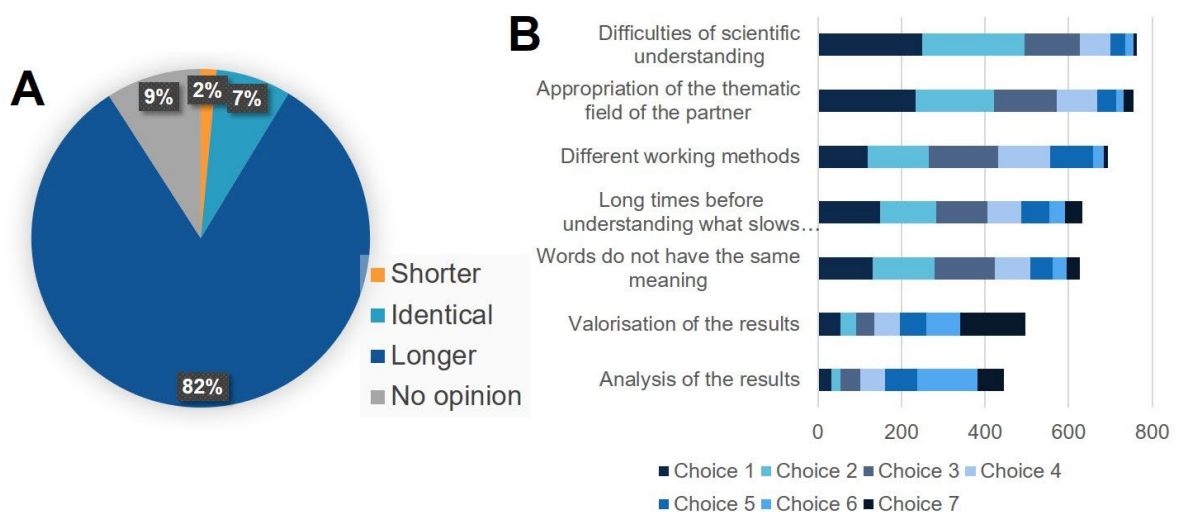 A
9%
2%
7%
82%
Shorter
Identical
Longer
No opinion
B
Difficulties of scientific
understanding
Appropriation of the thematic
field of the partner
Different working methods
Long times before
understanding what slows…
Words do not have the same
meaning
Valorisation of the results
Analysis of the results
0 200 400 600 800
Choice 1 Choice 2 Choice 3 Choice 4
Choice 5 Choice 6 Choice 7